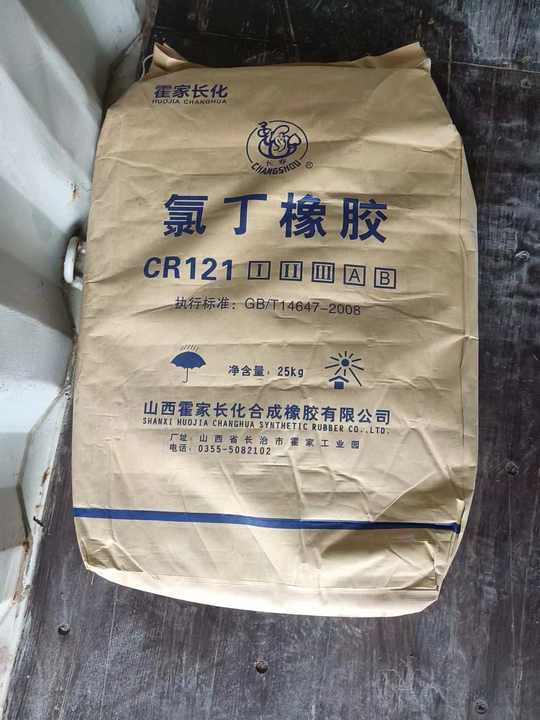 霍家长化
HUOJIA CHANGHUA
长寿
CHANGSHOU ®
氯丁橡胶
CR121 I II III A B
执行标准：GB/T14647-2008
净含量：25kg
山西霍家长化合成橡胶有限公司
SHANXI HUOJIA CHANGHUA SYNTHETIC RUBBER CO.,LTD.
厂址：山西省长治市霍家工业园
电话：0355-5082102